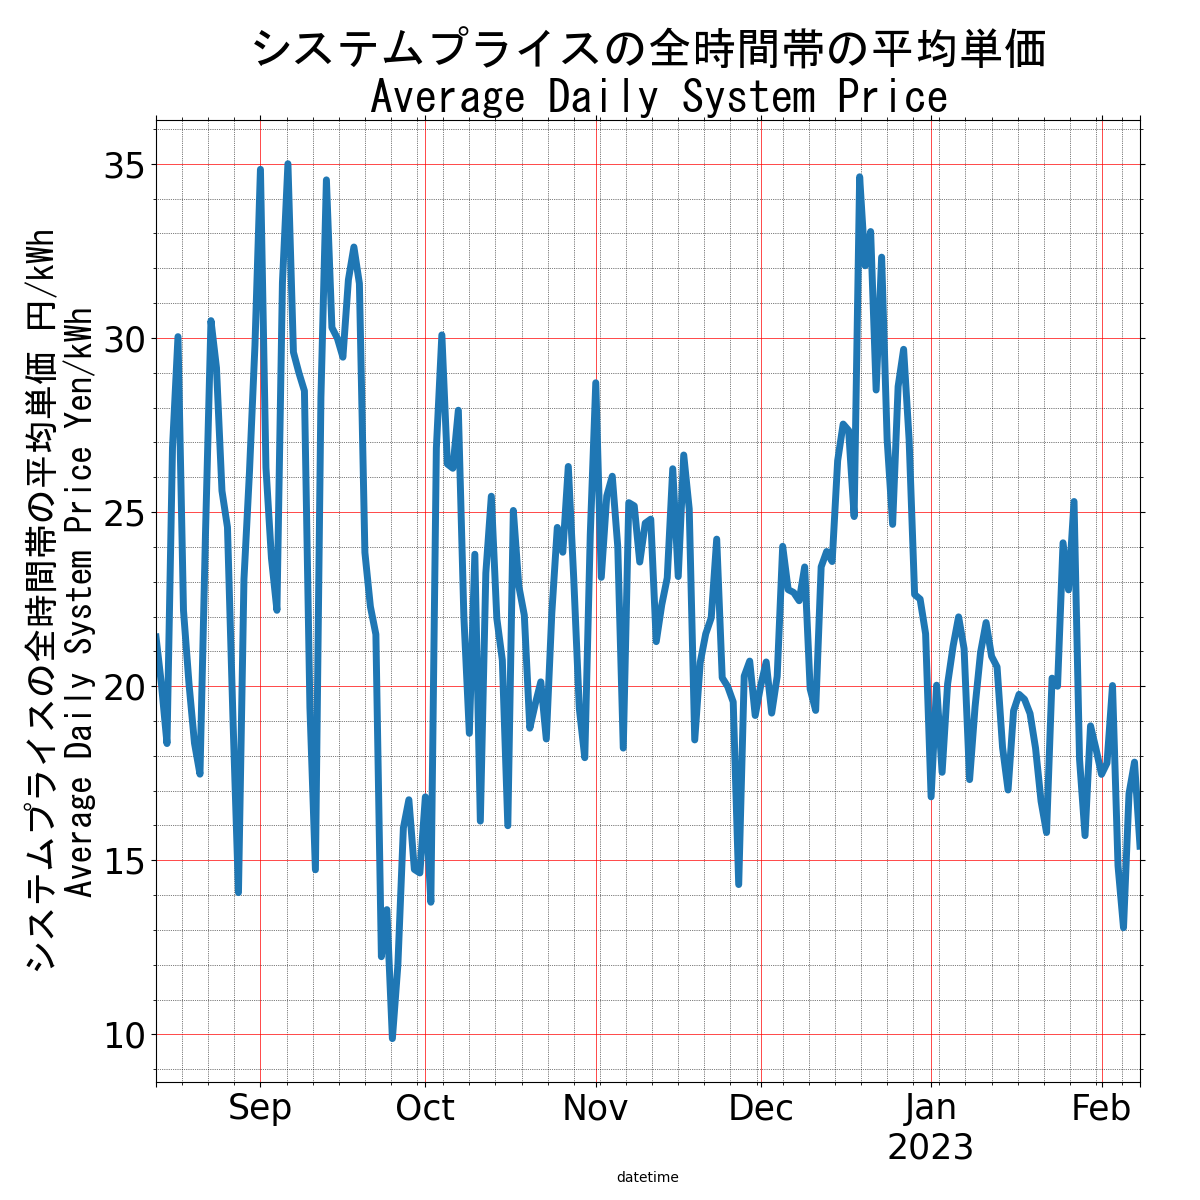 システムプライスの全時間帯の平均単価
Average Daily System Price
システムプライスの全時間帯の平均単価 円/kWh
Average Daily System Price Yen/kWh
35
30
25
20
15
10
Sep
Oct
Nov
Dec
Jan
2023
Feb
datetime